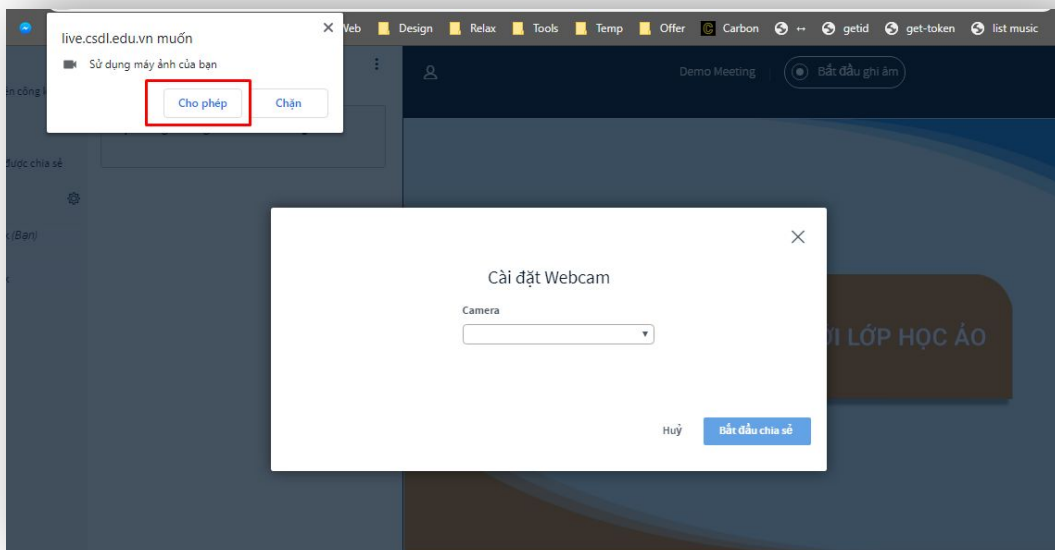 live.csdl.edu.vn muốn
Sử dụng máy ảnh của bạn
Cho phép Chặn
Web Design Relax Tools Temp Offer Carbon ↔ getid get-token list music
Demo Meeting Bắt đầu ghi âm
được chia sẻ
(Bạn)
Cài đặt Webcam
Camera
LỚP HỌC ẢO
Huỷ Bắt đầu chia sẻ